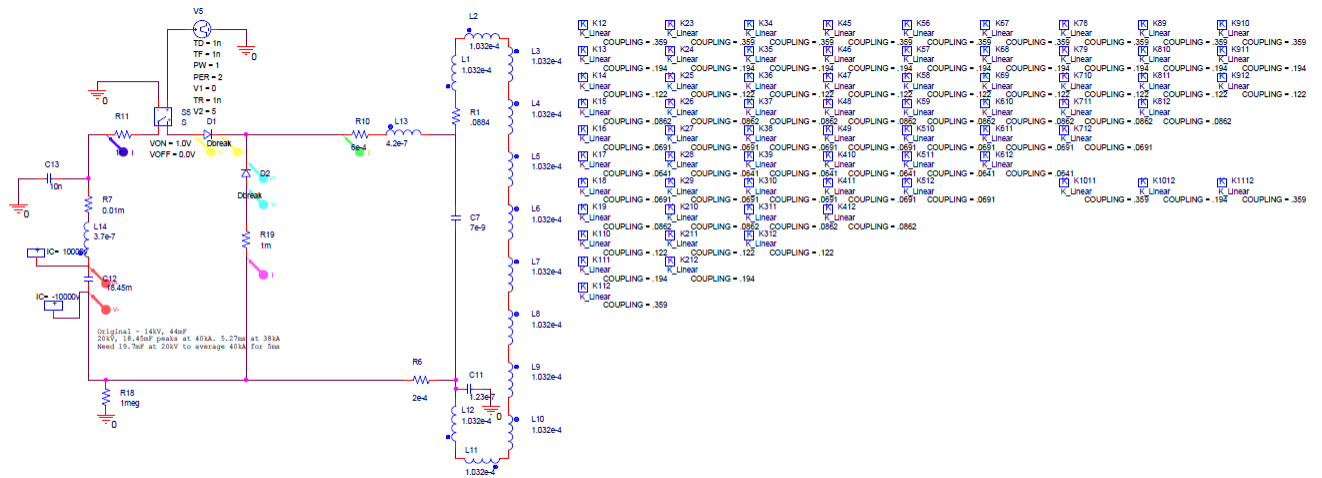 V5
TD = 1n
TF = 1n
PW = 1
PER = 2
V1 = 0
TR = 1n
V2 = 5
0
0
S5
S
VON = 1.0V
VOFF = 0.0V
D1
Dbreak
R11
C13
10n
0
R7
0.01m
L14
3.7e-7
IC= 10000v
C12
18.45m
IC= -10000v
V-
Original - 14kV, 44mF
20kV, 18.45mF peaks at 40kA. 5.27ms at 38kA
Need 19.7mF at 20kV to average 40kA for 5ms
R18
1meg
0
D2
Dbreak
R19
1m
I
R10
6e-4
L13
4.2e-7
R6
2e-4
L2
1.032e-4
L1
1.032e-4
R1
.0884
C7
7e-9
C11
1.23e-7
0
L12
1.032e-4
L11
1.032e-4
L3
1.032e-4
L4
1.032e-4
L5
1.032e-4
L6
1.032e-4
L7
1.032e-4
L8
1.032e-4
L9
1.032e-4
L10
1.032e-4
K K12 K K23 K K34 K K45 K K56 K K67 K K78 K K89 K K910
K_Linear K_Linear K_Linear K_Linear K_Linear K_Linear K_Linear K_Linear K_Linear
COUPLING = .359 COUPLING = .359 COUPLING = .359 COUPLING = .359 COUPLING = .359 COUPLING = .359 COUPLING = .359 COUPLING = .359 COUPLING = .359
K K13 K K24 K K35 K K46 K K57 K K68 K K79 K K810 K K911
K_Linear K_Linear K_Linear K_Linear K_Linear K_Linear K_Linear K_Linear K_Linear
COUPLING = .194 COUPLING = .194 COUPLING = .194 COUPLING = .194 COUPLING = .194 COUPLING = .194 COUPLING = .194 COUPLING = .194 COUPLING = .194
K K14 K K25 K K36 K K47 K K58 K K69 K K710 K K811 K K912
K_Linear K_Linear K_Linear K_Linear K_Linear K_Linear K_Linear K_Linear K_Linear
COUPLING = .122 COUPLING = .122 COUPLING = .122 COUPLING = .122 COUPLING = .122 COUPLING = .122 COUPLING = .122 COUPLING = .122 COUPLING = .122
K K15 K K26 K K37 K K48 K K59 K K610 K K711 K K812
K_Linear K_Linear K_Linear K_Linear K_Linear K_Linear K_Linear K_Linear
COUPLING = .0862 COUPLING = .0862 COUPLING = .0862 COUPLING = .0862 COUPLING = .0862 COUPLING = .0862 COUPLING = .0862 COUPLING = .0862
K K16 K K27 K K38 K K49 K K510 K K611 K K712
K_Linear K_Linear K_Linear K_Linear K_Linear K_Linear K_Linear
COUPLING = .0691 COUPLING = .0691 COUPLING = .0691 COUPLING = .0691 COUPLING = .0691 COUPLING = .0691 COUPLING = .0691
K K17 K K28 K K39 K K410 K K511 K K612
K_Linear K_Linear K_Linear K_Linear K_Linear K_Linear
COUPLING = .0641 COUPLING = .0641 COUPLING = .0641 COUPLING = .0641 COUPLING = .0641 COUPLING = .0641
K K18 K K29 K K310 K K411 K K512 K K1011 K K1012 K K1112
K_Linear K_Linear K_Linear K_Linear K_Linear K_Linear K_Linear K_Linear
COUPLING = .0691 COUPLING = .0691 COUPLING = .0691 COUPLING = .0691 COUPLING = .0691 COUPLING = .359 COUPLING = .194 COUPLING = .359
K K19 K K210 K K311 K K412
K_Linear K_Linear K_Linear K_Linear
COUPLING = .0862 COUPLING = .0862 COUPLING = .0862 COUPLING = .0862
K K110 K K211 K K312
K_Linear K_Linear K_Linear
COUPLING = .122 COUPLING = .122 COUPLING = .122
K K111 K K212
K_Linear K_Linear
COUPLING = .194 COUPLING = .194
K K112
K_Linear
COUPLING = .359